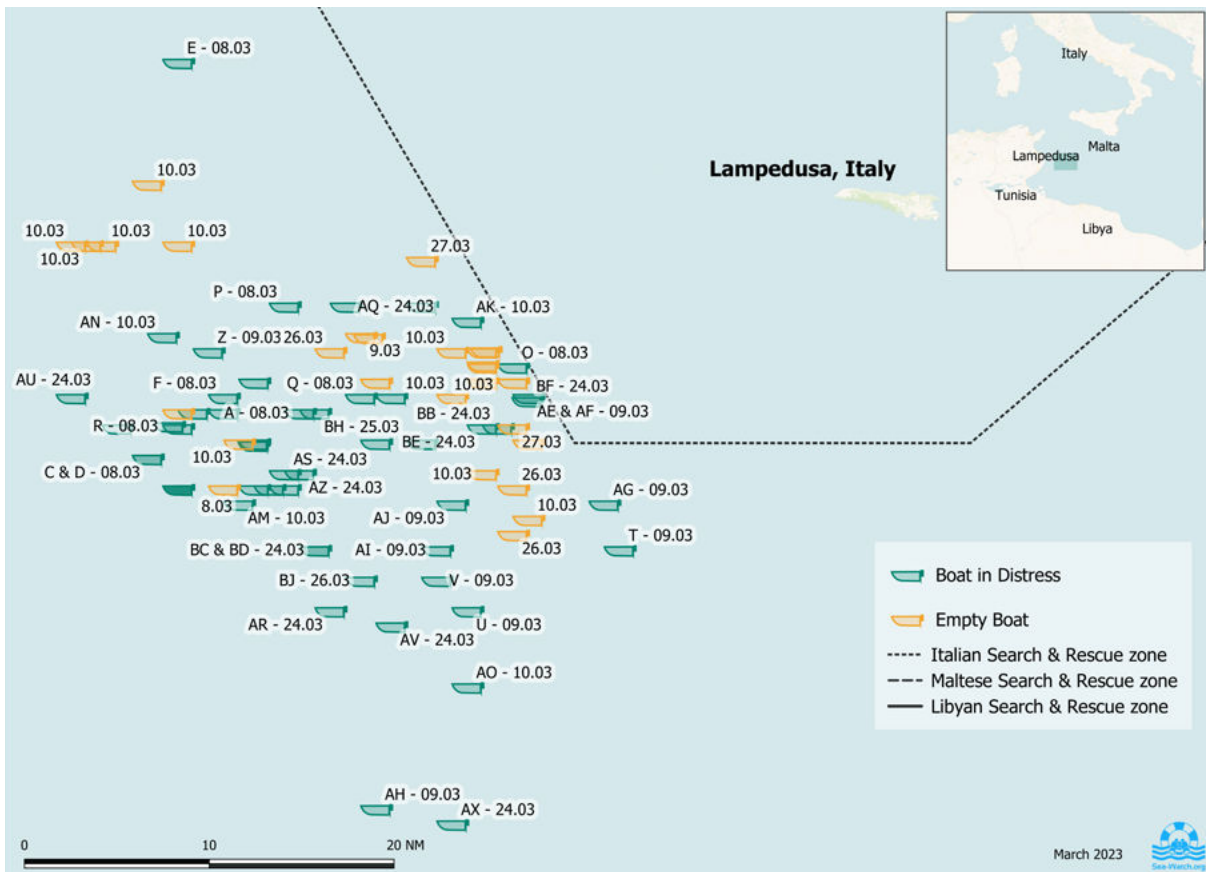 E - 08.03
Italy
Malta
Lampedusa
Tunisia
Libya
Lampedusa, Italy
10.03
10.03
10.03
10.03
10.03
27.03
P - 08.03
AQ - 24.03
AK - 10.03
AN - 10.03
Z - 09.03
26.03
9.03
10.03
O - 08.03
AU - 24.03
F - 08.03
Q - 08.03
10.03
10.03
BF - 24.03
R - 08.03
A - 08.03
BH - 25.03
BB - 24.03
AE & AF - 09.03
10.03
BE - 24.03
27.03
C & D - 08.03
AS - 24.03
10.03
26.03
8.03
AZ - 24.03
AG - 09.03
AM - 10.03
AJ - 09.03
10.03
T - 09.03
BC & BD - 24.03
AI - 09.03
26.03
BJ - 26.03
V - 09.03
AR - 24.03
AV - 24.03
U - 09.03
AO - 10.03
AH - 09.03
AX - 24.03
Boat in Distress
Empty Boat
Italian Search & Rescue zone
Maltese Search & Rescue zone
Libyan Search & Rescue zone
0 10 20 NM
March 2023
Sea-Watch.org